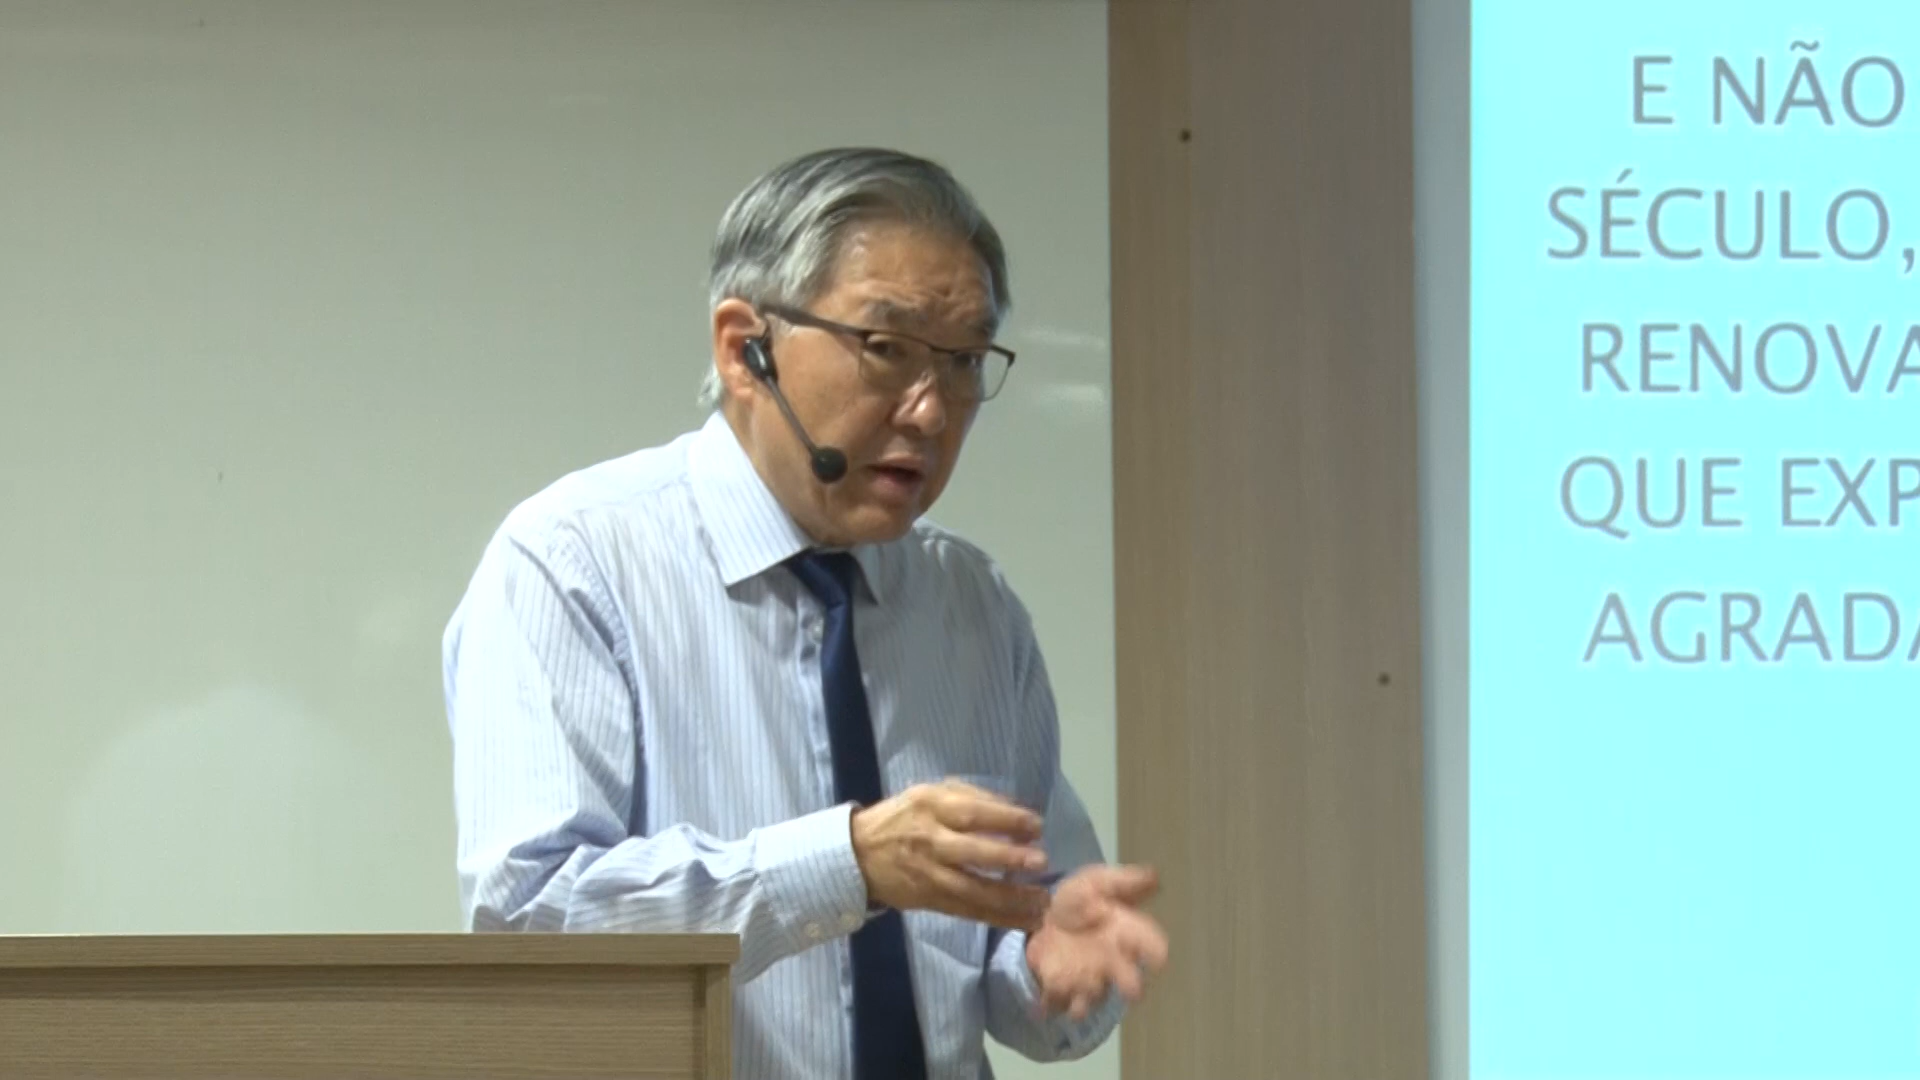 E NÃO
SÉCULO,
RENOVA
QUE EXP
AGRADA